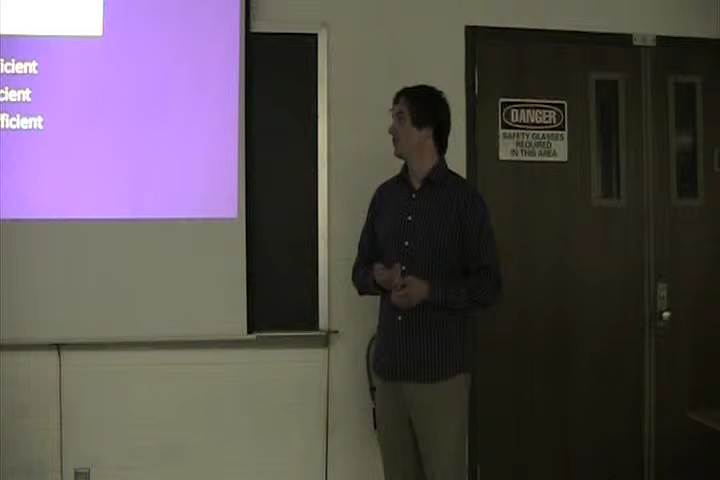 icient
cient
ficient
DANGER
SAFETY GLASSES
REQUIRED
IN THIS AREA